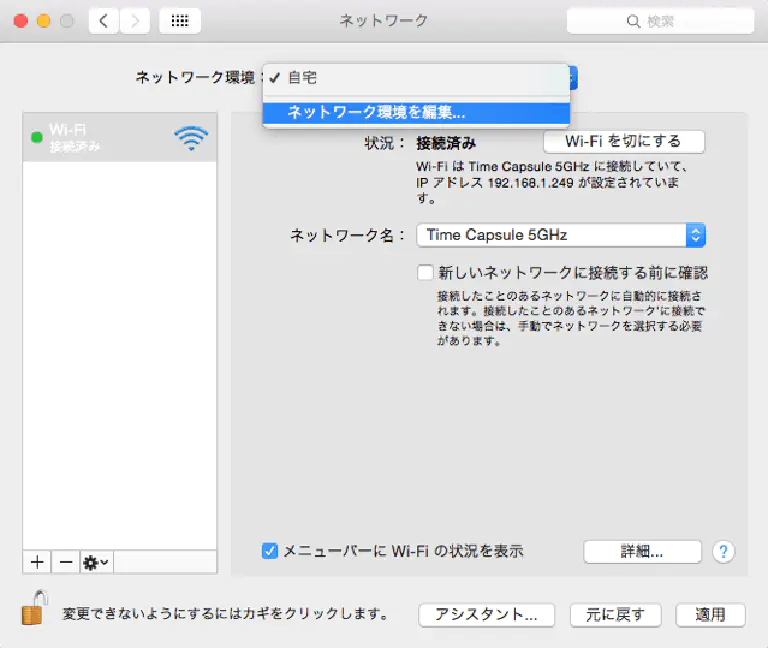 ネットワーク
検索
ネットワーク環境：
✓ 自宅
ネットワーク環境を編集...
Wi-Fi
接続済み
状況： 接続済み
Wi-Fi を切にする
Wi-Fi は Time Capsule 5GHz に接続していて、
IP アドレス 192.168.1.249 が設定されていま
す。
ネットワーク名： Time Capsule 5GHz
新しいネットワークに接続する前に確認
接続したことのあるネットワークに自動的に接続さ
れます。接続したことのあるネットワークに接続で
きない場合は、手動でネットワークを選択する必要
があります。
メニューバーに Wi-Fi の状況を表示
詳細...
?
変更できないようにするにはカギをクリックします。
アシスタント...
元に戻す
適用